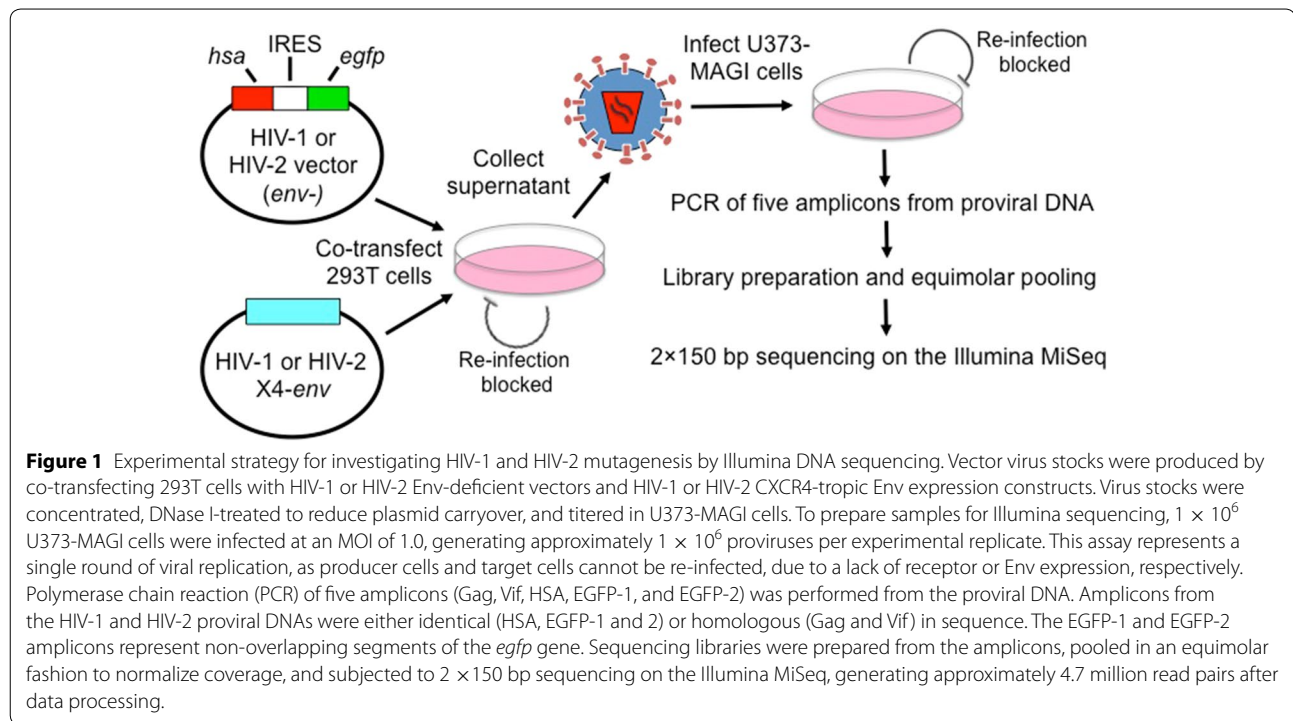 hsa
IRES
egfp
HIV-1 or
HIV-2 vector
(env-)
Co-transfect
293T cells
HIV-1 or HIV-2
X4-env
Re-infection
blocked
Collect
supernatant
Infect U373-
MAGI cells
Re-infection
blocked
PCR of five amplicons from proviral DNA
Library preparation and equimolar pooling
2×150 bp sequencing on the Illumina MiSeq
Figure 1 Experimental strategy for investigating HIV-1 and HIV-2 mutagenesis by Illumina DNA sequencing. Vector virus stocks were produced by
co-transfecting 293T cells with HIV-1 or HIV-2 Env-deficient vectors and HIV-1 or HIV-2 CXCR4-tropic Env expression constructs. Virus stocks were
concentrated, DNase I-treated to reduce plasmid carryover, and titered in U373-MAGI cells. To prepare samples for Illumina sequencing, 1 × 10⁶
U373-MAGI cells were infected at an MOI of 1.0, generating approximately 1 × 10⁶ proviruses per experimental replicate. This assay represents a
single round of viral replication, as producer cells and target cells cannot be re-infected, due to a lack of receptor or Env expression, respectively.
Polymerase chain reaction (PCR) of five amplicons (Gag, Vif, HSA, EGFP-1, and EGFP-2) was performed from the proviral DNA. Amplicons from
the HIV-1 and HIV-2 proviral DNAs were either identical (HSA, EGFP-1 and 2) or homologous (Gag and Vif) in sequence. The EGFP-1 and EGFP-2
amplicons represent non-overlapping segments of the egfp gene. Sequencing libraries were prepared from the amplicons, pooled in an equimolar
fashion to normalize coverage, and subjected to 2 ×150 bp sequencing on the Illumina MiSeq, generating approximately 4.7 million read pairs after
data processing.